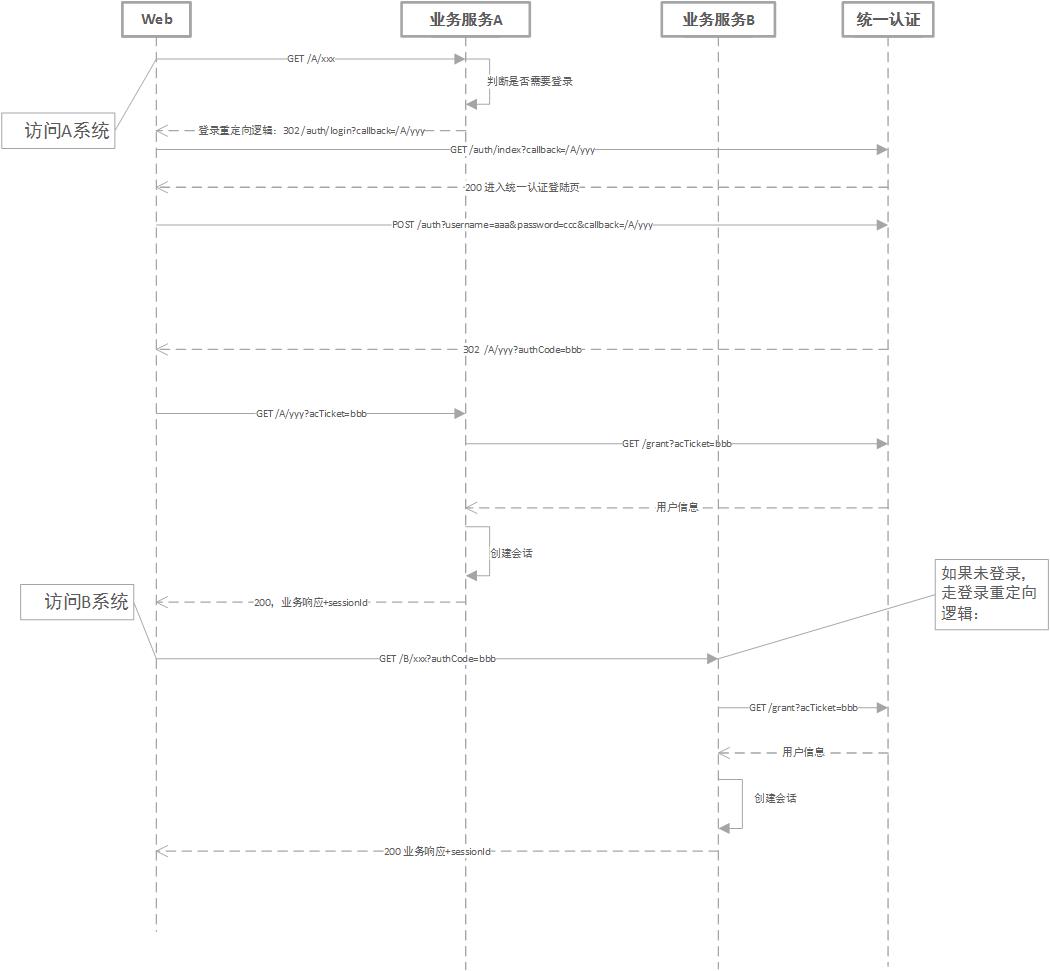 Web
业务服务A
业务服务B
统一认证
GET /A/xxx
判断是否需要登录
访问A系统
登录重定向逻辑：302 /auth/login?callback=/A/yyy
GET /auth/index?callback=/A/yyy
200 进入统一认证登陆页
POST /auth?username=aaa&password=ccc&callback=/A/yyy
302 /A/yyy?authCode=bbb
GET /A/yyy?acTicket=bbb
GET /grant?acTicket=bbb
用户信息
创建会话
如果未登录，
走登录重定向
逻辑：
访问B系统
200，业务响应+sessionId
GET /B/xxx?authCode=bbb
GET /grant?acTicket=bbb
用户信息
创建会话
200 业务响应+sessionId